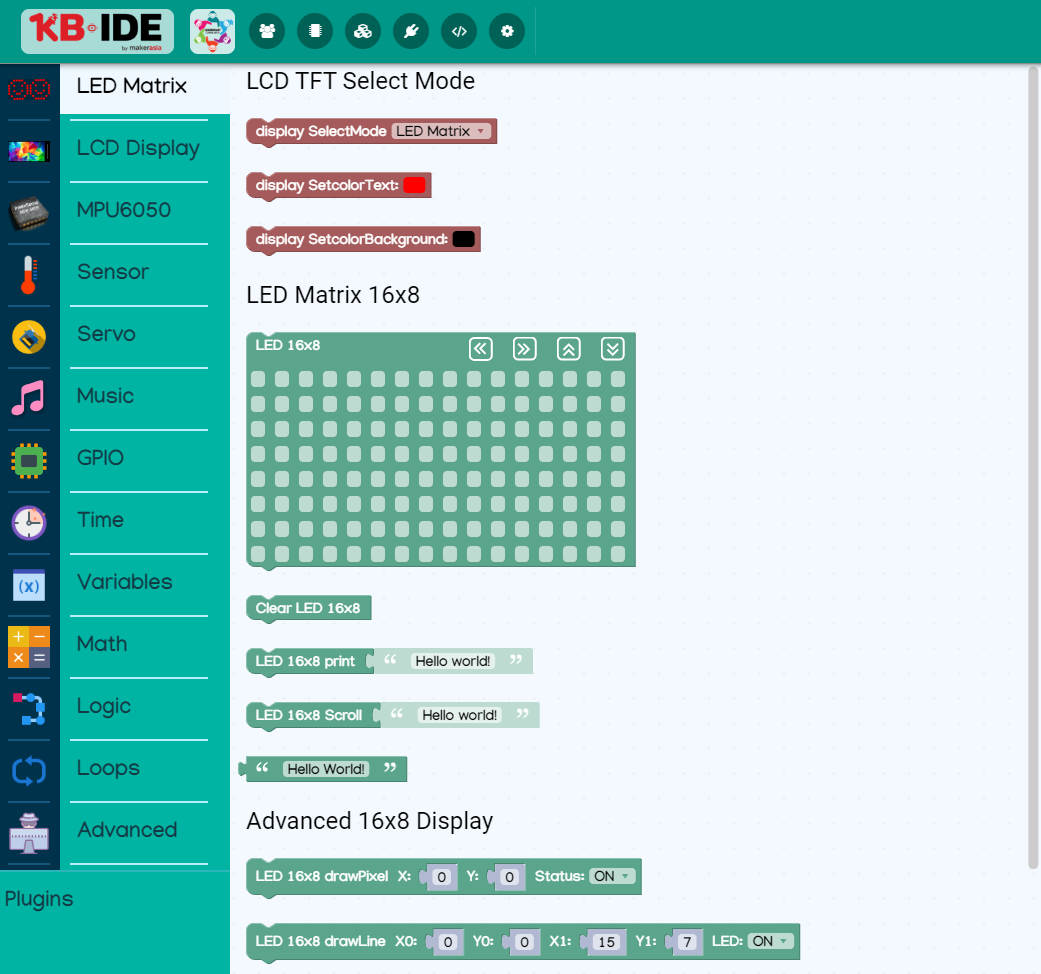 KB-IDE
by makerasia
LED Matrix
LCD Display
MPU6050
Sensor
Servo
Music
GPIO
Time
Variables
Math
Logic
Loops
Advanced
Plugins
LCD TFT Select Mode
display SelectMode LED Matrix
display SetcolorText:
display SetcolorBackground:
LED Matrix 16x8
LED 16x8
Clear LED 16x8
LED 16x8 print “ Hello world! ”
LED 16x8 Scroll “ Hello world! ”
“ Hello World! ”
Advanced 16x8 Display
LED 16x8 drawPixel X: 0 Y: 0 Status: ON
LED 16x8 drawLine X0: 0 Y0: 0 X1: 15 Y1: 7 LED: ON